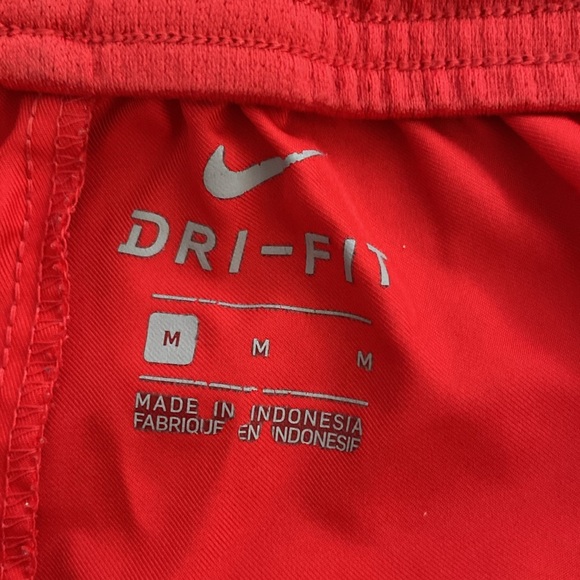 DRI-FIT
M M M
MADE IN INDONESIA
FABRIQUE EN INDONESIE